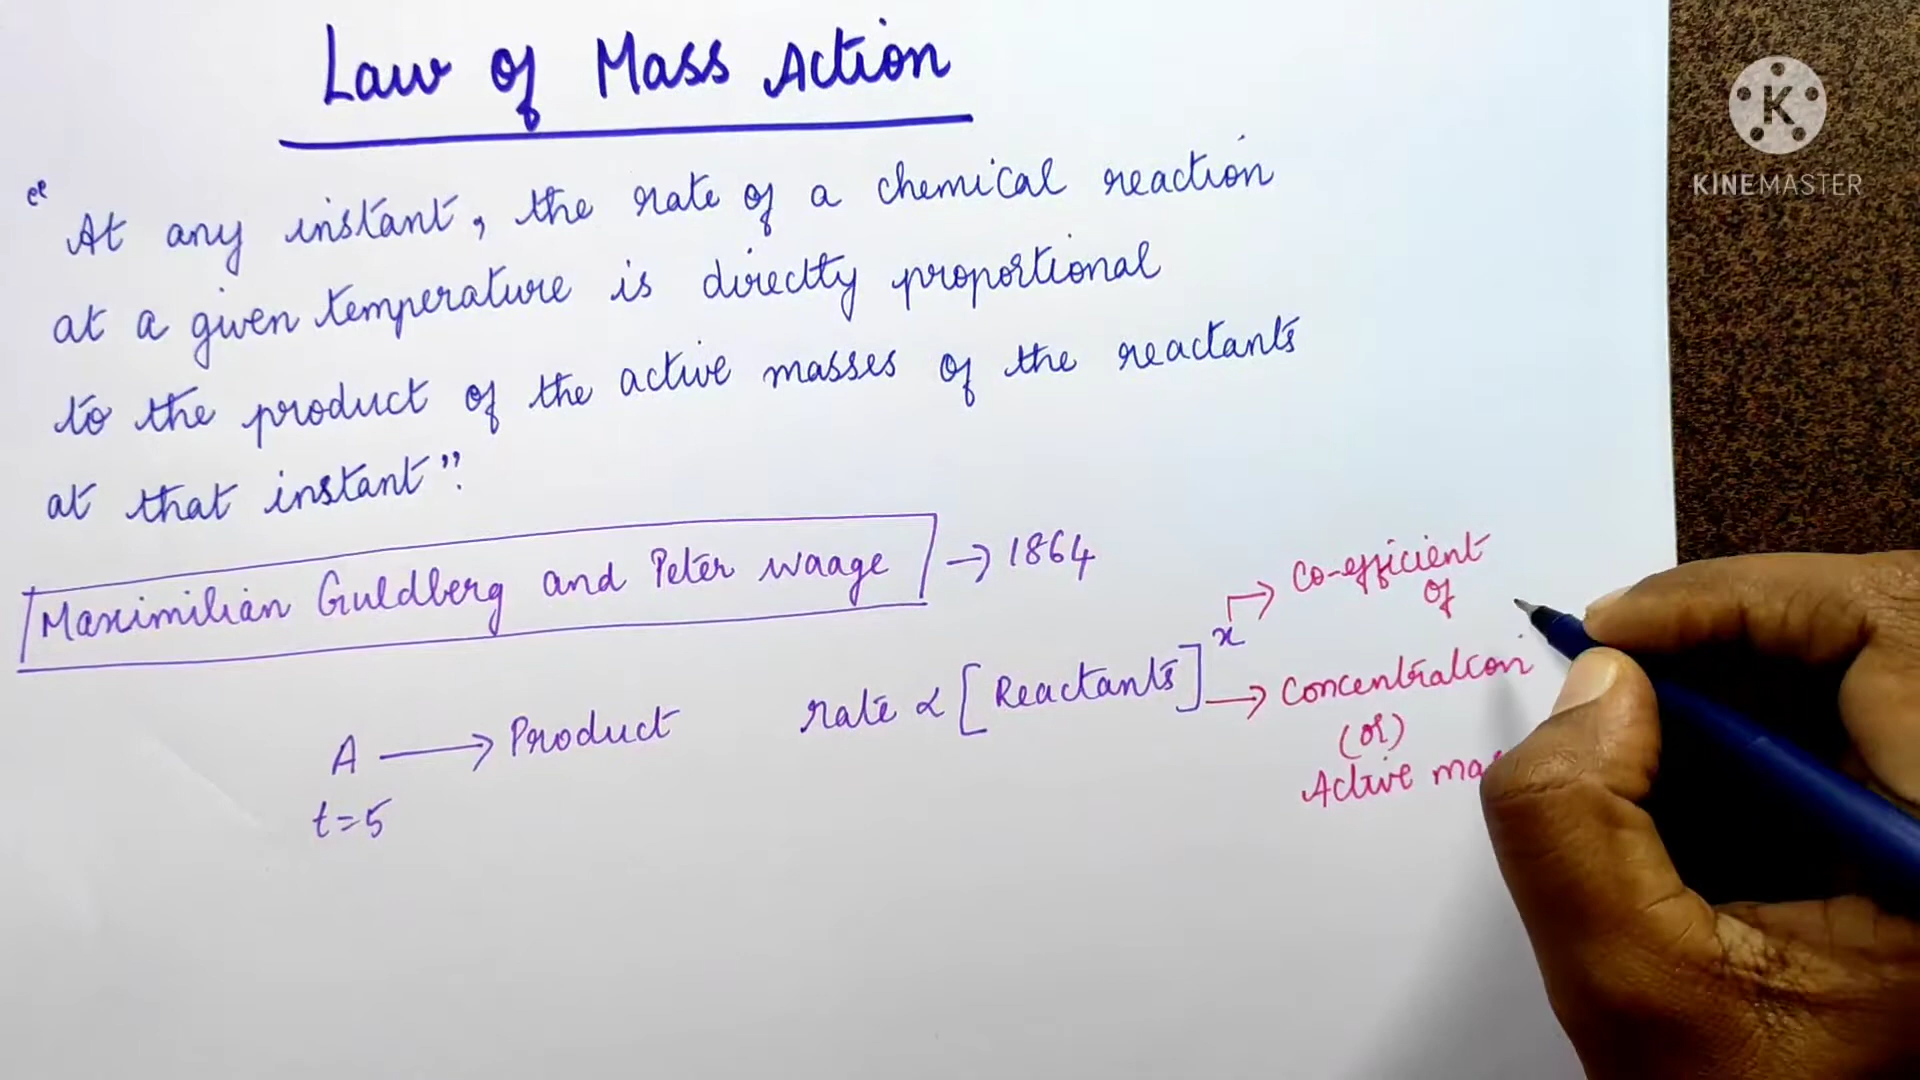 Law of Mass Action
"At any instant, the rate of a chemical reaction
at a given temperature is directly proportional
to the product of the active masses of the reactants
at that instant".
Maximilian Guldberg and Peter waage → 1864
A → Product
t=5
rate ∝ [Reactants]^x
→ Co-efficient
of
→ Concentration
(or)
Active
K
KINEMASTER